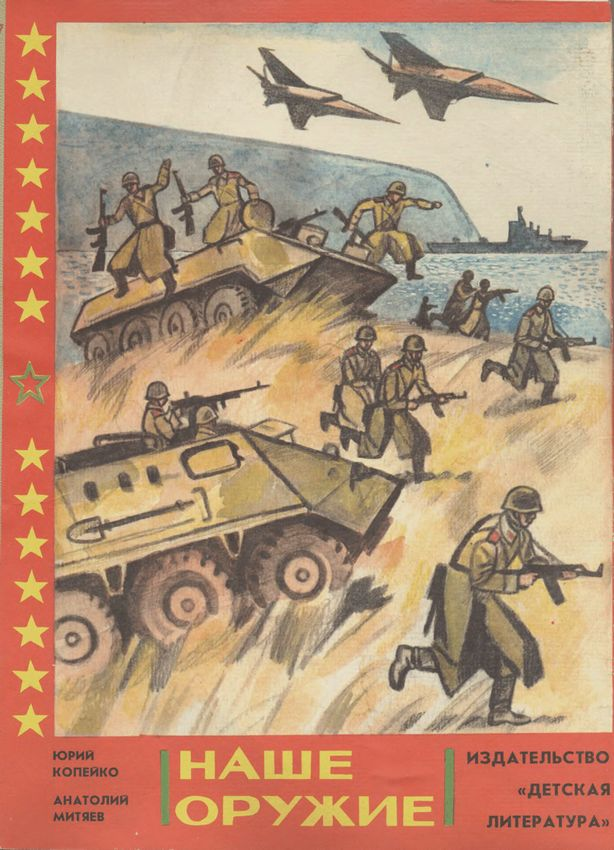 ЮРИЙ
КОПЕЙКО
АНАТОЛИЙ
МИТЯЕВ
НАШЕ
ОРУЖИЕ
ИЗДАТЕЛЬСТВО
«ДЕТСКАЯ
ЛИТЕРАТУРА»